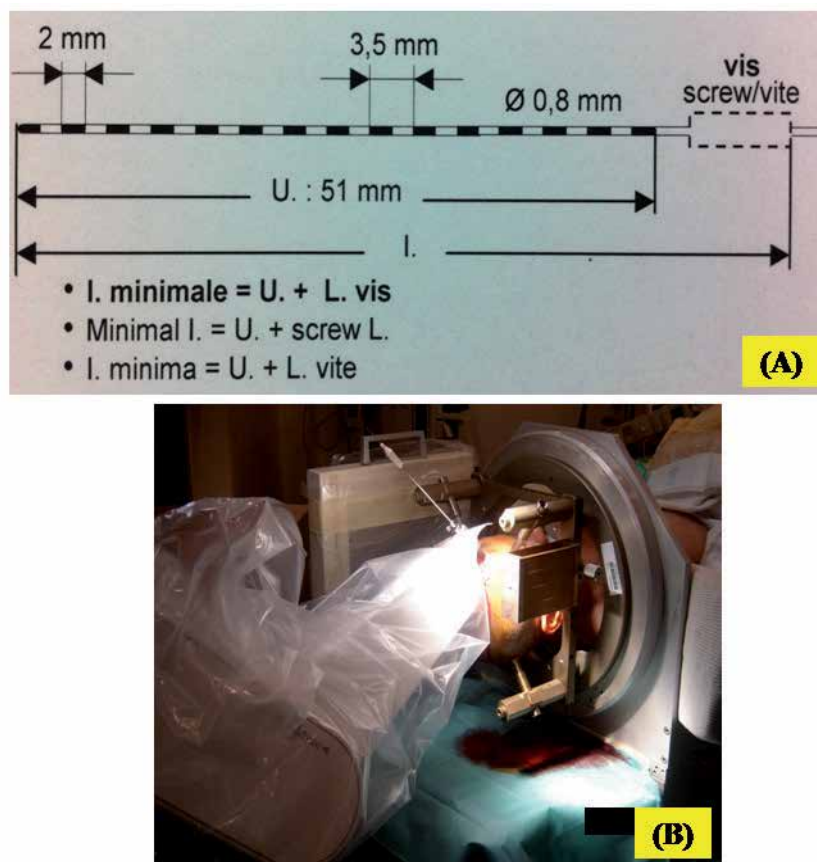 2 mm
3,5 mm
Ø 0,8 mm
vis
screw/vite
U. : 51 mm
I.
• I. minimale = U. + L. vis
• Minimal I. = U. + screw L.
• I. minima = U. + L. vite
(A)
(B)